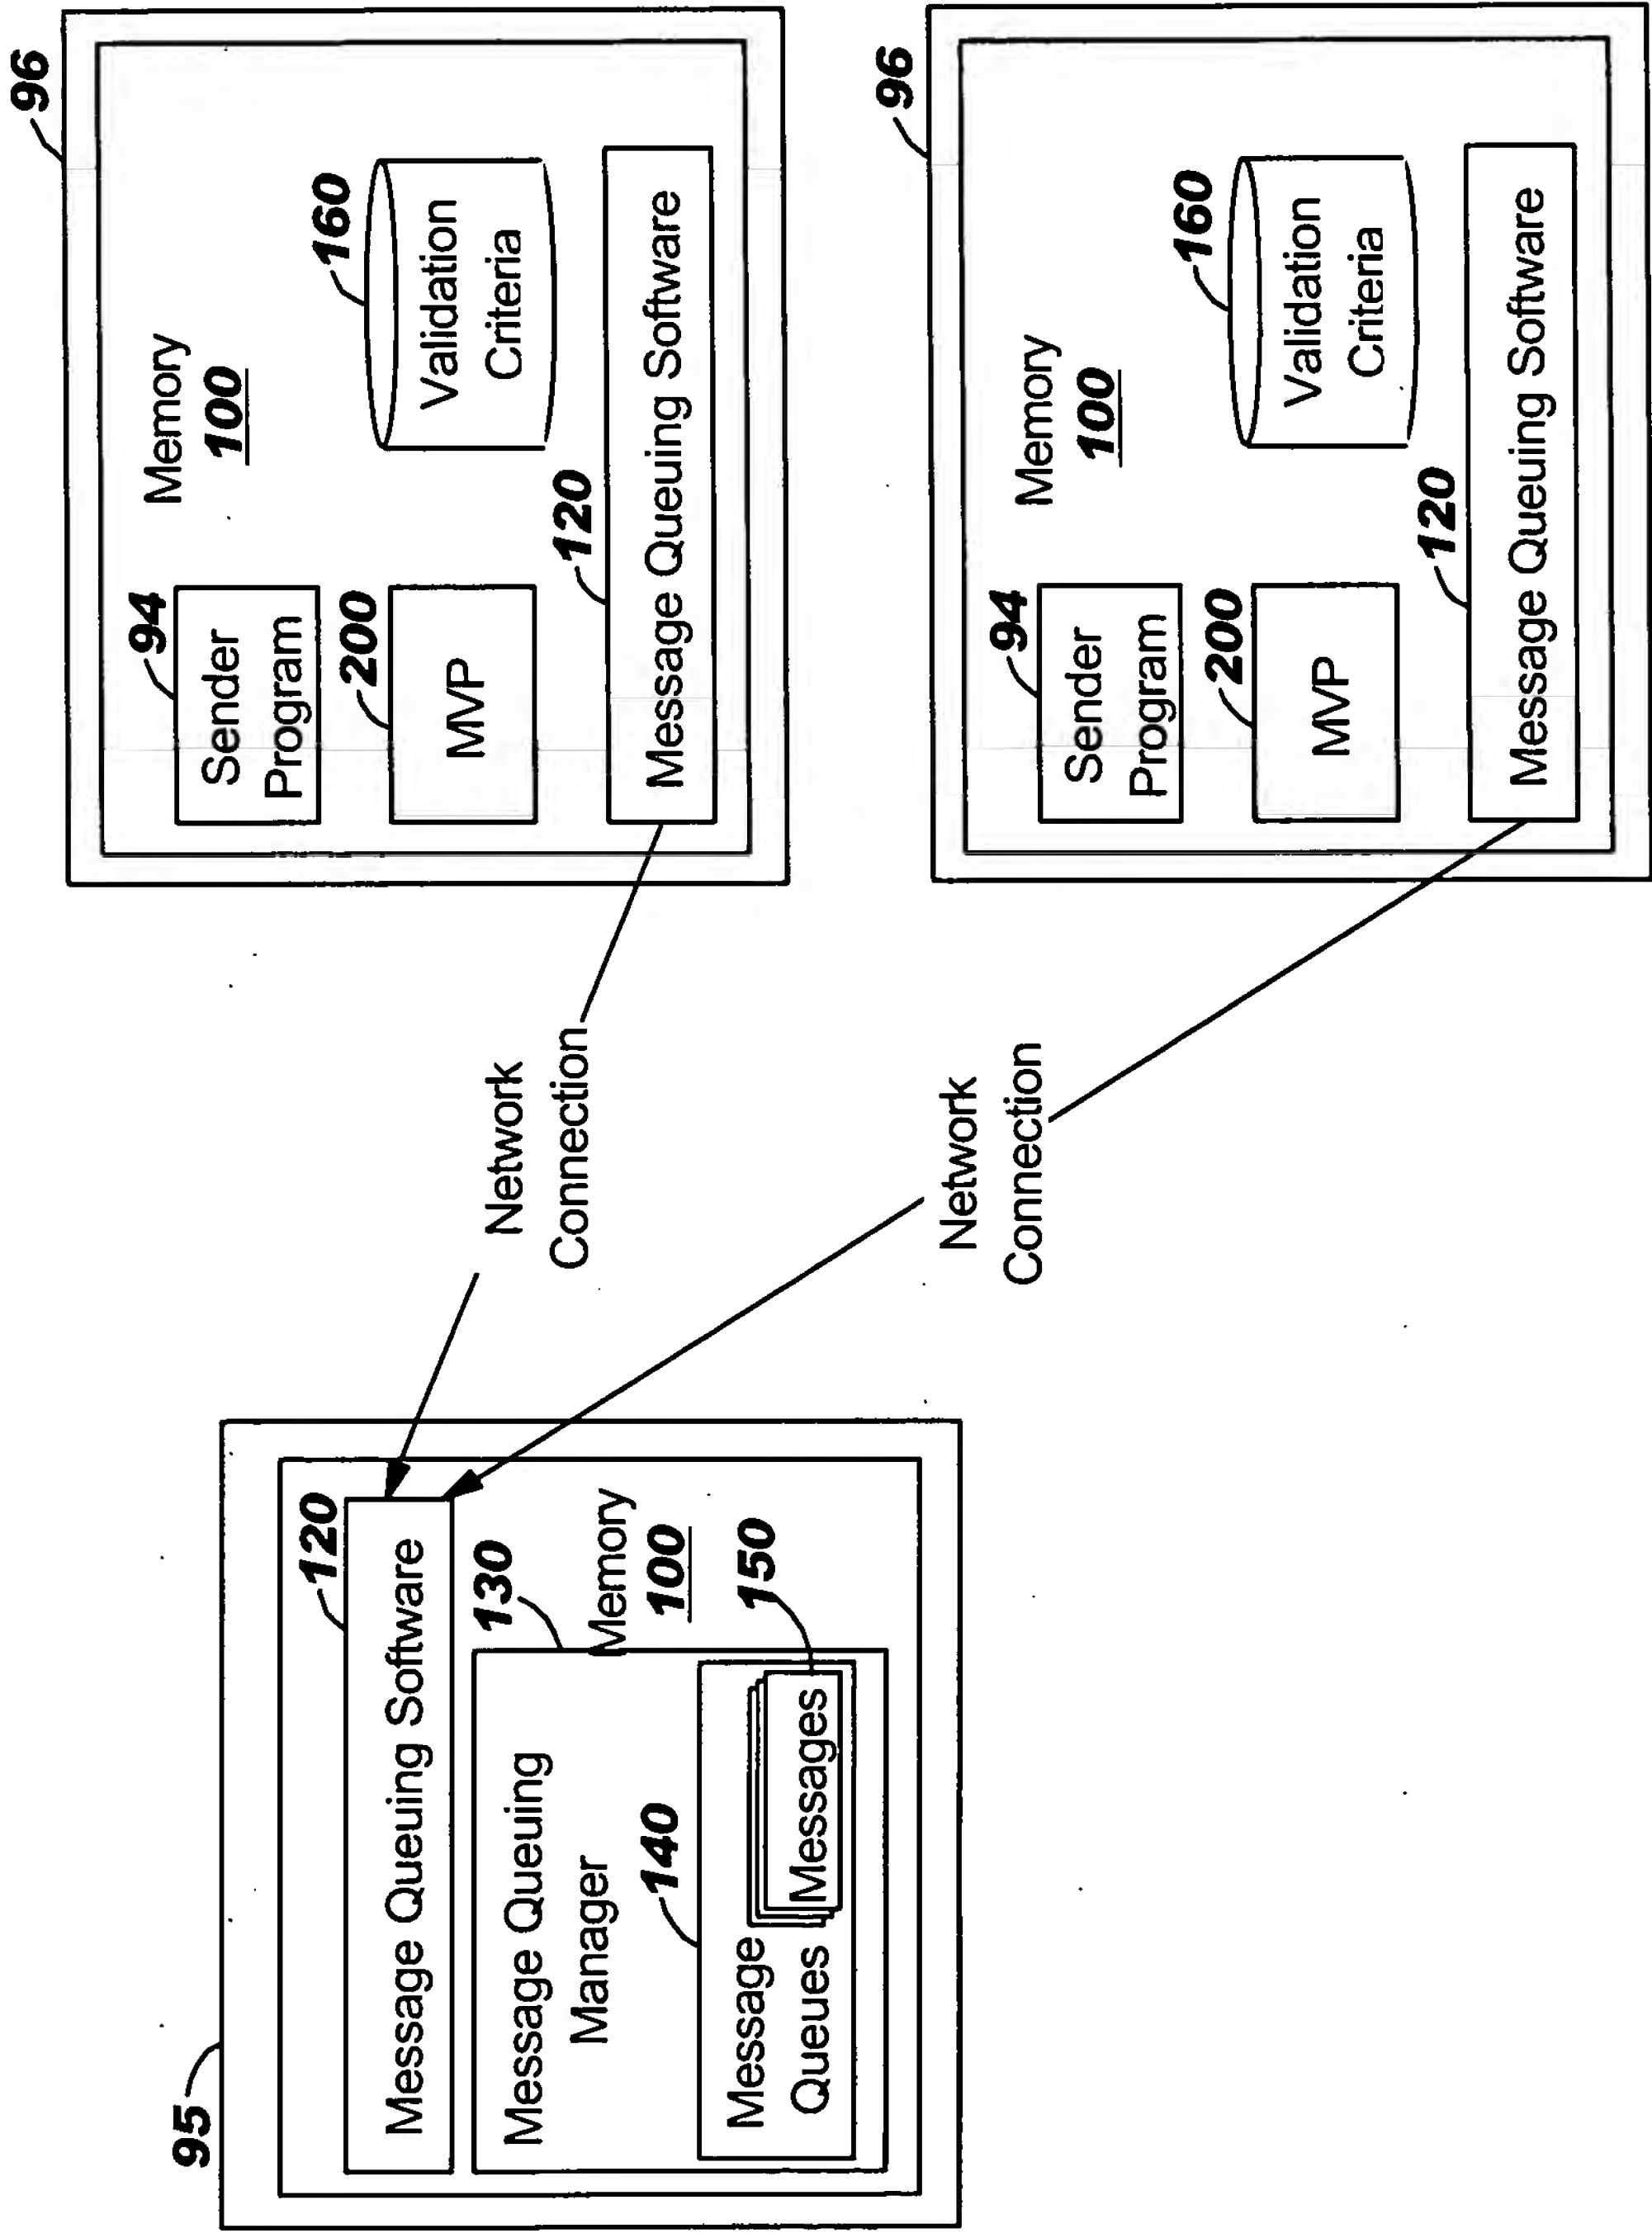 95
120
Message Queuing Software
130
Message Queuing
Manager
Memory
100
140
150
Message
Queues
Messages
Network
Connection
Network
Connection
96
94
Sender
Program
Memory
100
200
MVP
160
Validation
Criteria
120
Message Queuing Software
96
94
Sender
Program
Memory
100
200
MVP
160
Validation
Criteria
120
Message Queuing Software